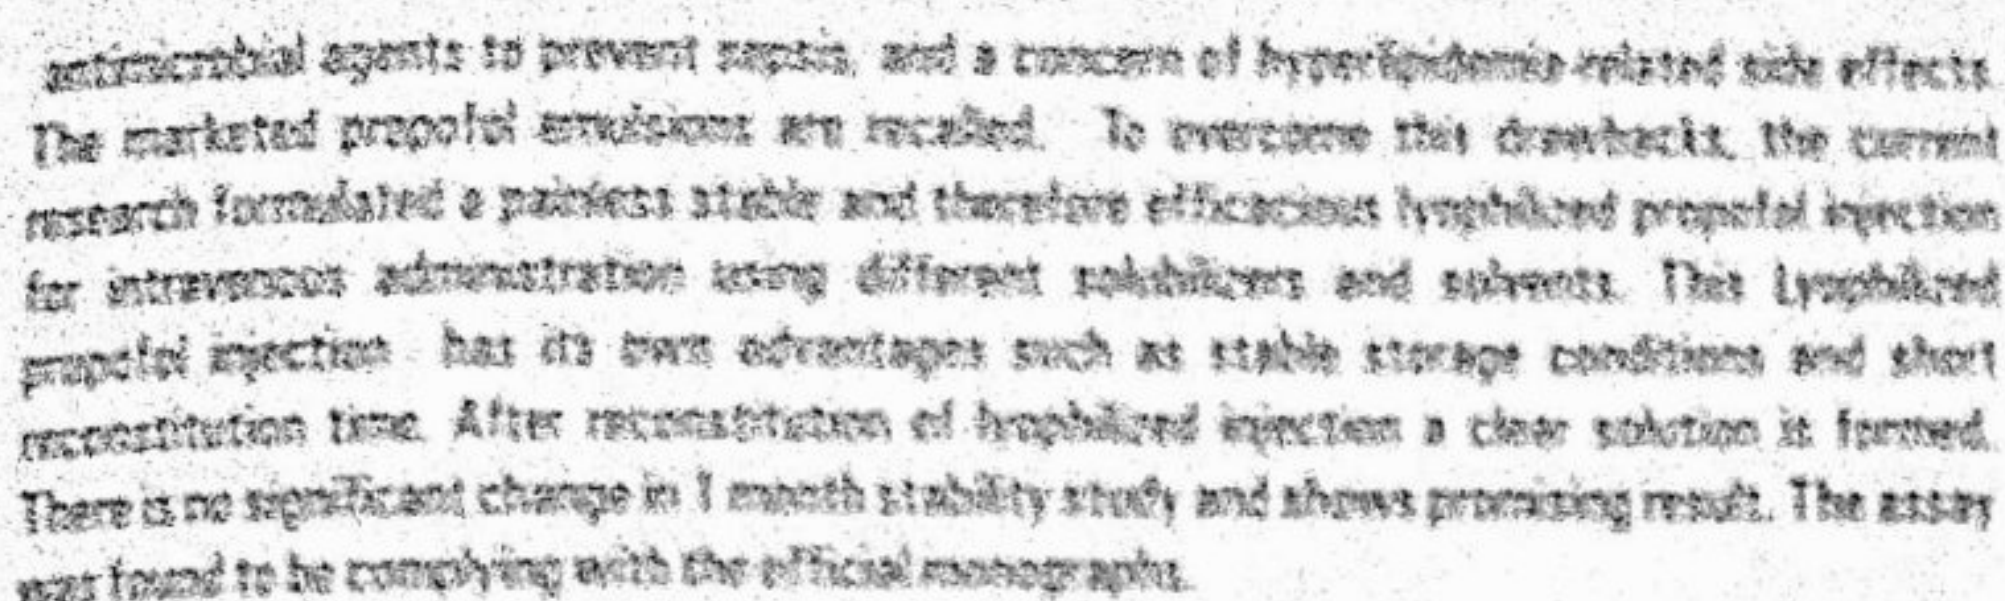 antimicrobial agents to prevent sepsis, and a concern of hyperlipidemia-related side effects.
The marketed propofol emulsions are recalled. To overcome this drawbacks, the current
research formulated a painless stable and therefore efficacious lyophilized propofol injection
for intravenous administration using different solubilizers and solvents. This Lyophilized
propofol injection has its own advantages such as stable storage conditions and short
reconstitution time. After reconstitution of lyophilized injection a clear solution is formed.
There is no significant change in 1 month stability study and shows promising result. The assay
was found to be complying with the official monographs.